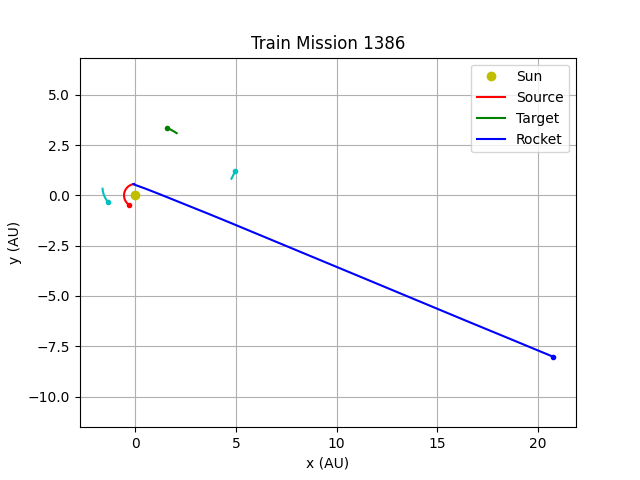 Train Mission 1386
Sun
Source
Target
Rocket
5.0
2.5
0.0
−2.5
−5.0
−7.5
−10.0
y (AU)
0 5 10 15 20
x (AU)